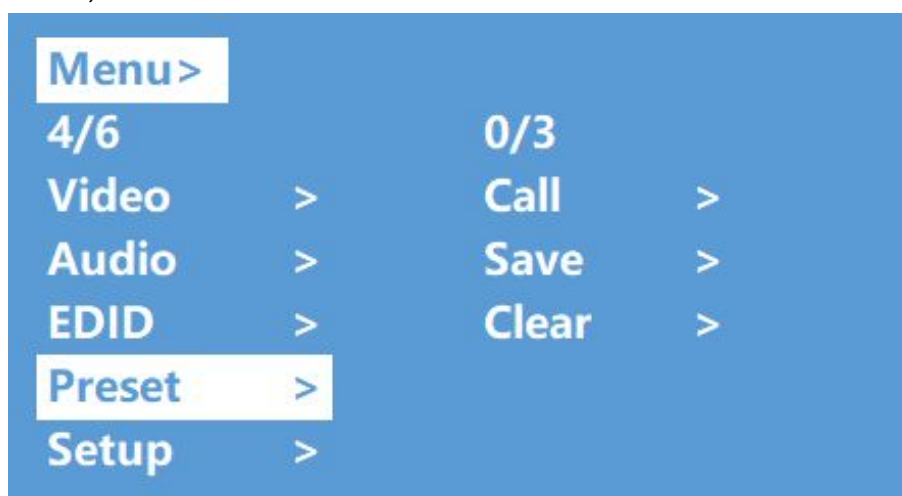 Menu>
4/6 0/3
Video > Call >
Audio > Save >
EDID > Clear >
Preset >
Setup >